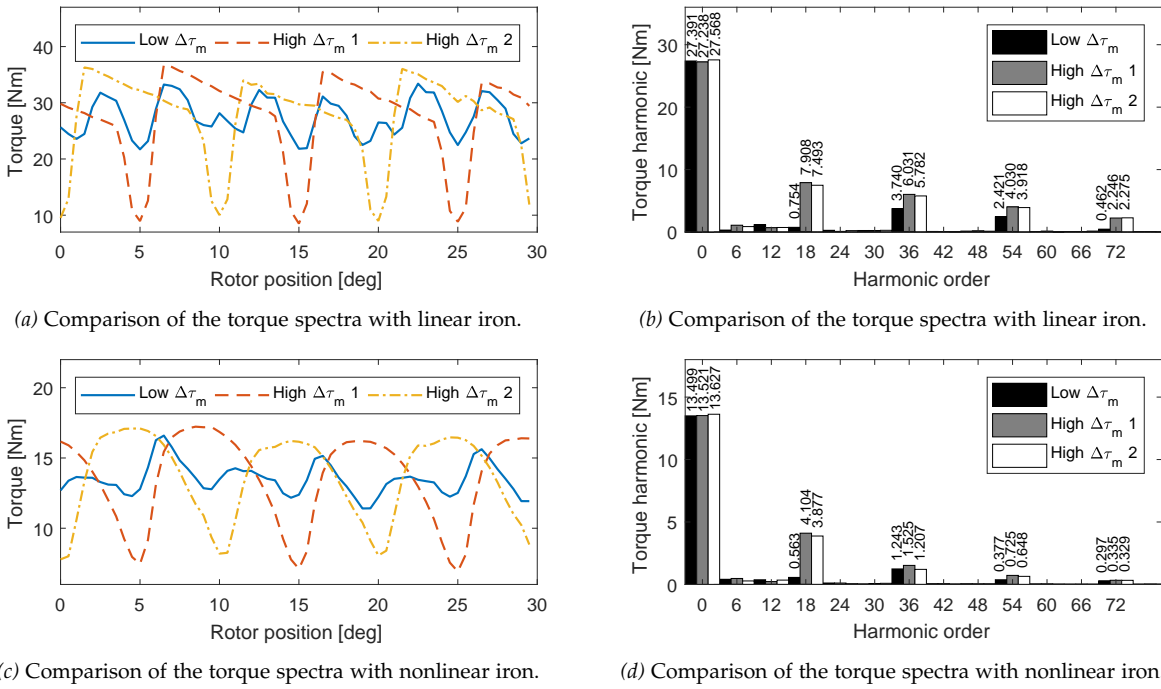 40
30
20
10
Torque [Nm]
Low Δτm High Δτm 1 High Δτm 2
0 5 10 15 20 25 30
Rotor position [deg]
(a) Comparison of the torque spectra with linear iron.
30
20
10
0
Torque harmonic [Nm]
27.391
27.238
27.568
0.754
7.908
7.493
3.740
6.031
5.782
2.421
4.030
3.918
0.462
2.246
2.275
Low Δτm
High Δτm 1
High Δτm 2
0 6 12 18 24 30 36 42 48 54 60 66 72
Harmonic order
(b) Comparison of the torque spectra with linear iron.
20
15
10
Torque [Nm]
Low Δτm High Δτm 1 High Δτm 2
0 5 10 15 20 25 30
Rotor position [deg]
(c) Comparison of the torque spectra with nonlinear iron.
15
10
5
0
Torque harmonic [Nm]
13.499
13.521
13.627
0.563
4.104
3.877
1.243
1.525
1.207
0.377
0.725
0.648
0.297
0.335
0.329
Low Δτm
High Δτm 1
High Δτm 2
0 6 12 18 24 30 36 42 48 54 60 66 72
Harmonic order
(d) Comparison of the torque spectra with nonlinear iron